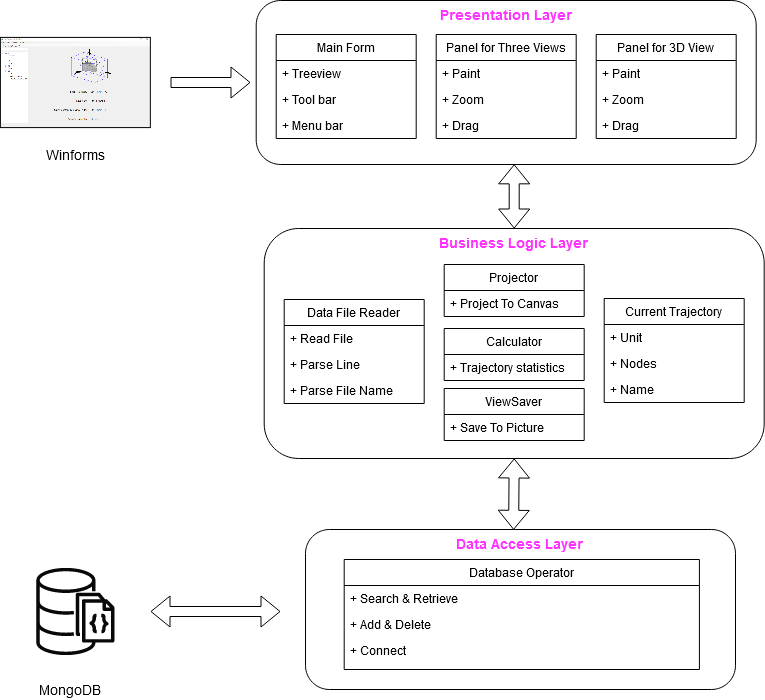 Presentation Layer
Main Form
+ Treeview
+ Tool bar
+ Menu bar
Panel for Three Views
+ Paint
+ Zoom
+ Drag
Panel for 3D View
+ Paint
+ Zoom
+ Drag
Winforms
Business Logic Layer
Data File Reader
+ Read File
+ Parse Line
+ Parse File Name
Projector
+ Project To Canvas
Calculator
+ Trajectory statistics
ViewSaver
+ Save To Picture
Current Trajectory
+ Unit
+ Nodes
+ Name
Data Access Layer
Database Operator
+ Search & Retrieve
+ Add & Delete
+ Connect
MongoDB